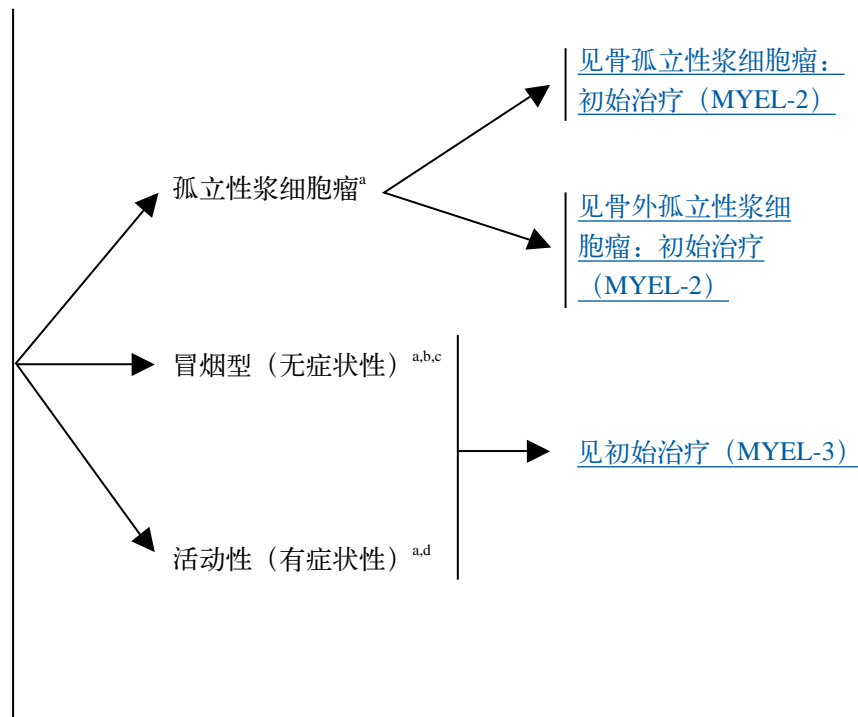 见骨孤立性浆细胞瘤：
初始治疗（MYEL-2）
孤立性浆细胞瘤a
见骨外孤立性浆细
胞瘤：初始治疗
（MYEL-2）
冒烟型（无症状性）a,b,c
见初始治疗（MYEL-3）
活动性（有症状性）a,d